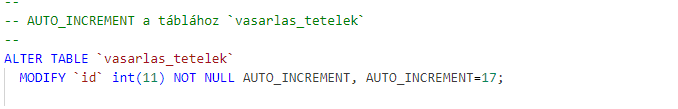 --
-- AUTO_INCREMENT a táblához `vasarlas_tetelek`
--
ALTER TABLE `vasarlas_tetelek`
MODIFY `id` int(11) NOT NULL AUTO_INCREMENT, AUTO_INCREMENT=17;